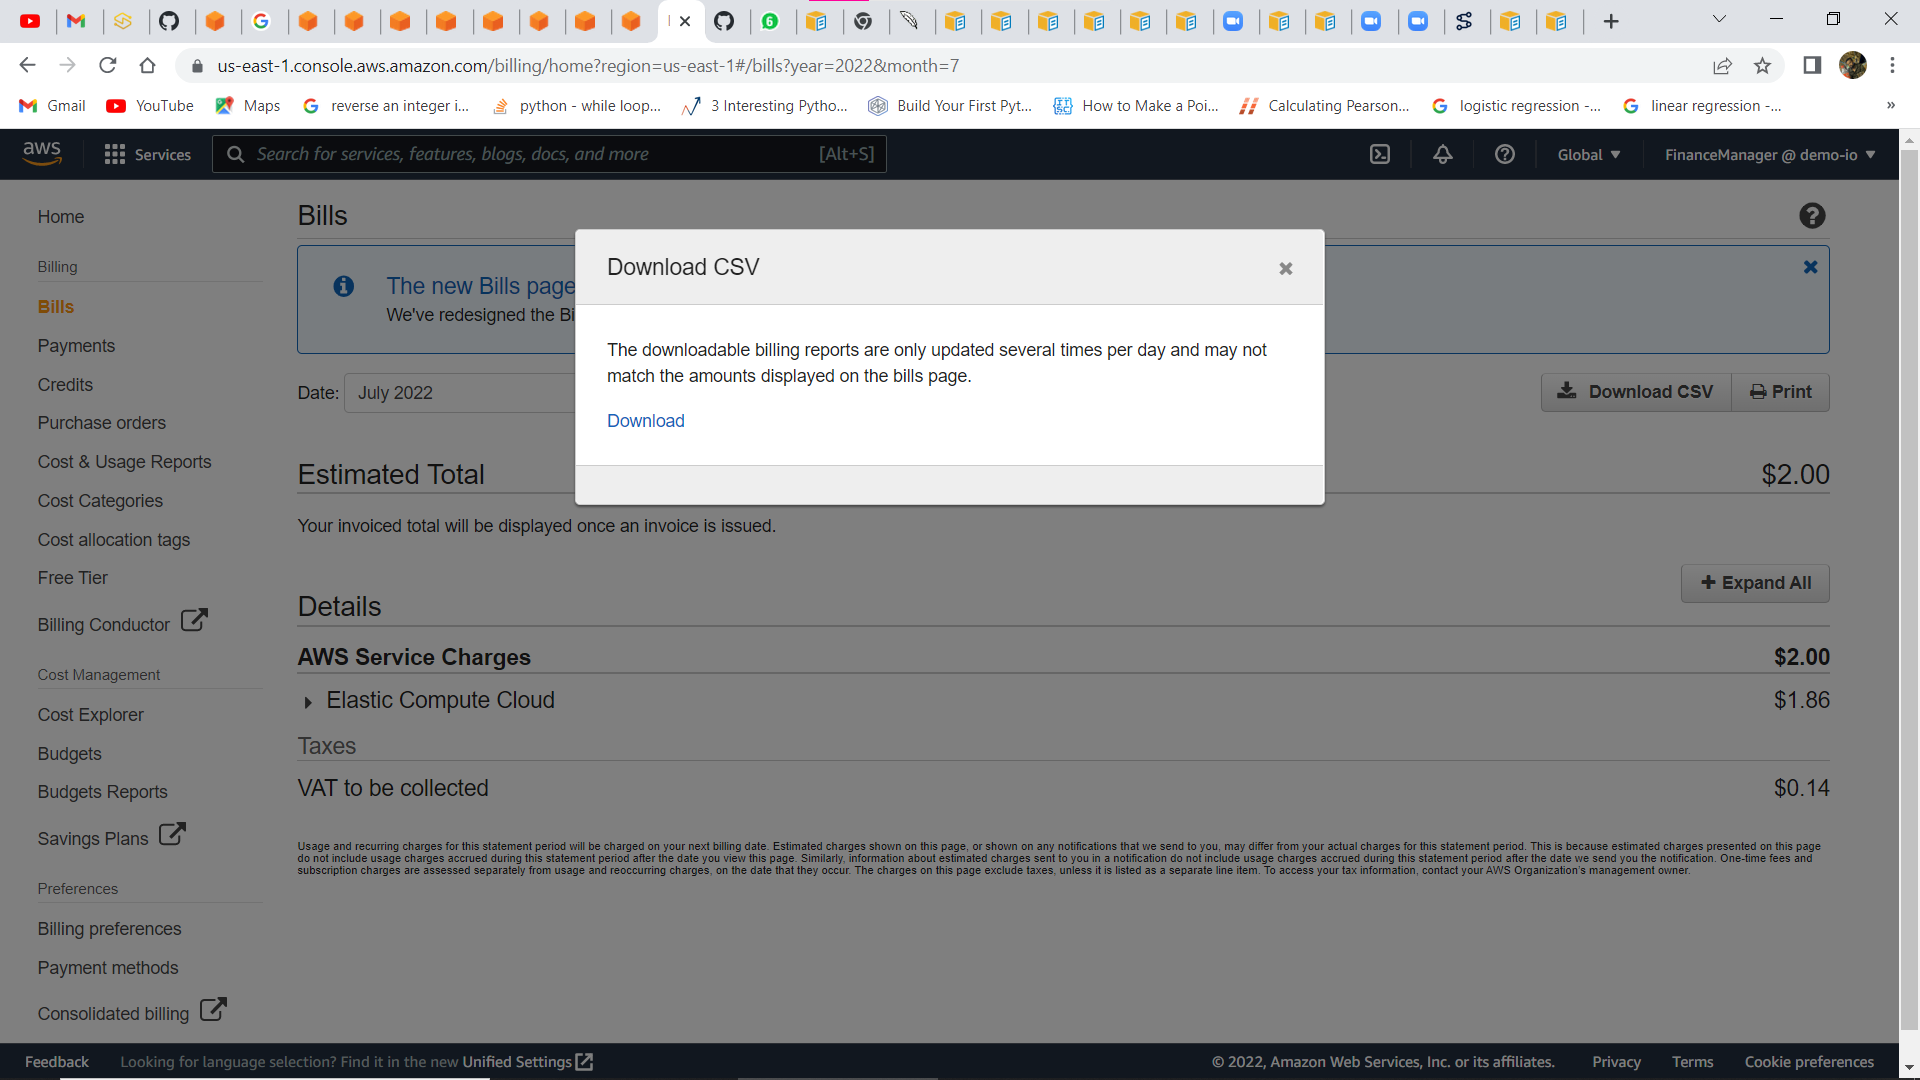 6
us-east-1.console.aws.amazon.com/billing/home?region=us-east-1#/bills?year=2022&month=7
Gmail YouTube Maps reverse an integer i... python - while loop... 3 Interesting Pytho... Build Your First Pyt... How to Make a Poi... Calculating Pearson... logistic regression -... linear regression -... »
aws Services Search for services, features, blogs, docs, and more [Alt+S] Global FinanceManager @ demo-io
Home
Billing
Bills
Payments
Credits
Purchase orders
Cost & Usage Reports
Cost Categories
Cost allocation tags
Free Tier
Billing Conductor
Cost Management
Cost Explorer
Budgets
Budgets Reports
Savings Plans
Preferences
Billing preferences
Payment methods
Consolidated billing
Bills
The new Bills page
We've redesigned the
Date: July 2022
Download CSV Print
Download CSV
The downloadable billing reports are only updated several times per day and may not
match the amounts displayed on the bills page.
Download
Estimated Total $2.00
Your invoiced total will be displayed once an invoice is issued.
Expand All
Details
AWS Service Charges $2.00
Elastic Compute Cloud $1.86
Taxes
VAT to be collected $0.14
Usage and recurring charges for this statement period will be charged on your next billing date. Estimated charges shown on this page, or shown on any notifications that we send to you, may differ from your actual charges for this statement period. This is because estimated charges presented on this page
do not include usage charges accrued during this statement period after the date you view this page. Similarly, information about estimated charges sent to you in a notification do not include usage charges accrued during this statement period after the date we send you the notification. One-time fees and
subscription charges are assessed separately from usage and reoccurring charges, on the date that they occur. The charges on this page exclude taxes, unless it is listed as a separate line item. To access your tax information, contact your AWS Organization's management owner.
Feedback Looking for language selection? Find it in the new Unified Settings © 2022, Amazon Web Services, Inc. or its affiliates. Privacy Terms Cookie preferences